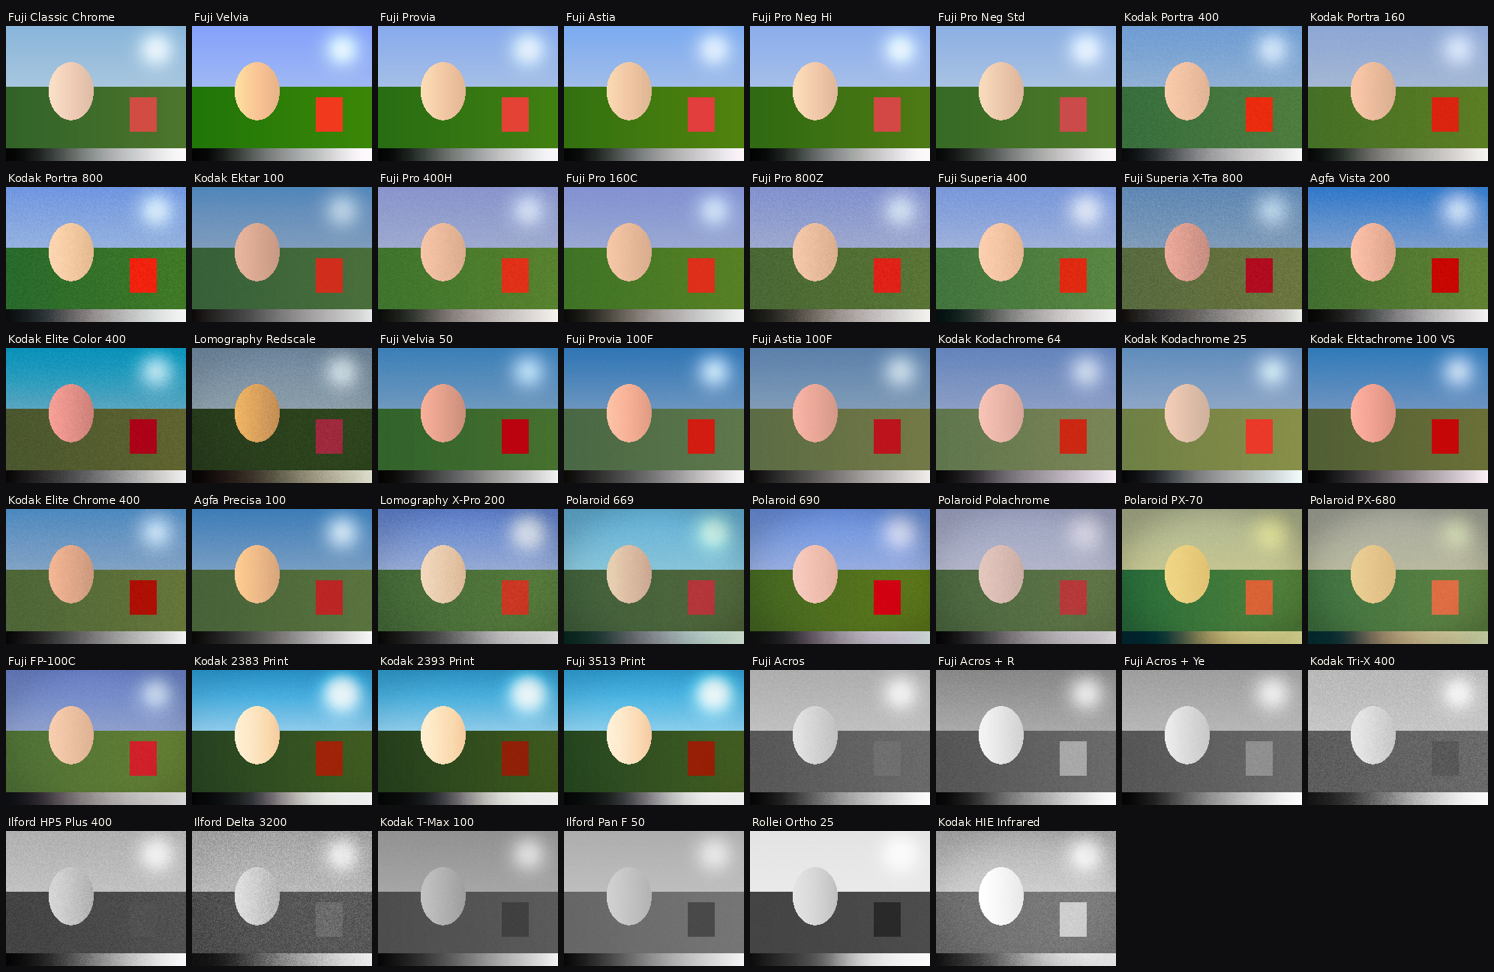 Fuji Classic Chrome
Fuji Velvia
Fuji Provia
Fuji Astia
Fuji Pro Neg Hi
Fuji Pro Neg Std
Kodak Portra 400
Kodak Portra 160
Kodak Portra 800
Kodak Ektar 100
Fuji Pro 400H
Fuji Pro 160C
Fuji Pro 800Z
Fuji Superia 400
Fuji Superia X-Tra 800
Agfa Vista 200
Kodak Elite Color 400
Lomography Redscale
Fuji Velvia 50
Fuji Provia 100F
Fuji Astia 100F
Kodak Kodachrome 64
Kodak Kodachrome 25
Kodak Ektachrome 100 VS
Kodak Elite Chrome 400
Agfa Precisa 100
Lomography X-Pro 200
Polaroid 669
Polaroid 690
Polaroid Polachrome
Polaroid PX-70
Polaroid PX-680
Fuji FP-100C
Kodak 2383 Print
Kodak 2393 Print
Fuji 3513 Print
Fuji Acros
Fuji Acros + R
Fuji Acros + Ye
Kodak Tri-X 400
Ilford HP5 Plus 400
Ilford Delta 3200
Kodak T-Max 100
Ilford Pan F 50
Rollei Ortho 25
Kodak HIE Infrared